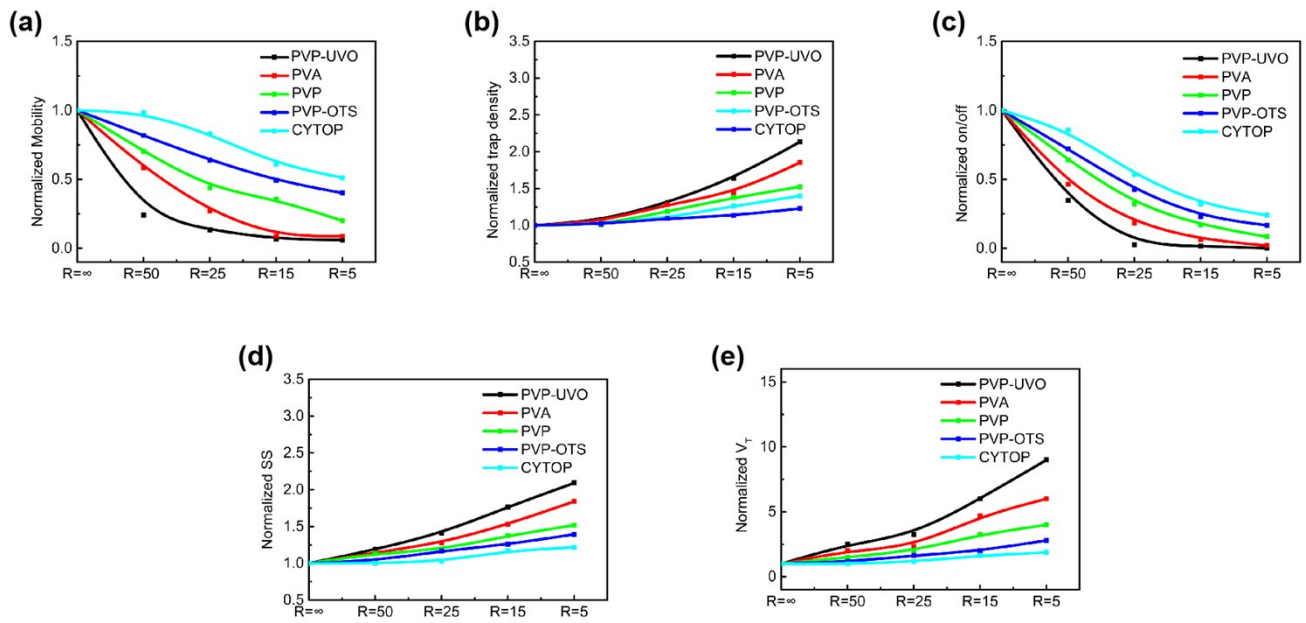 (a)
Normalized Mobility
1.5
1.0
0.5
0.0
PVP-UVO
PVA
PVP
PVP-OTS
CYTOP
R=∞ R=50 R=25 R=15 R=5
(b)
Normalized trap density
3.5
3.0
2.5
2.0
1.5
1.0
0.5
PVP-UVO
PVA
PVP
PVP-OTS
CYTOP
R=∞ R=50 R=25 R=15 R=5
(c)
Normalized on/off
1.5
1.0
0.5
0.0
PVP-UVO
PVA
PVP
PVP-OTS
CYTOP
R=∞ R=50 R=25 R=15 R=5
(d)
Normalized SS
3.5
3.0
2.5
2.0
1.5
1.0
0.5
PVP-UVO
PVA
PVP
PVP-OTS
CYTOP
R=∞ R=50 R=25 R=15 R=5
(e)
Normalized V_T
15
10
5
0
PVP-UVO
PVA
PVP
PVP-OTS
CYTOP
R=∞ R=50 R=25 R=15 R=5